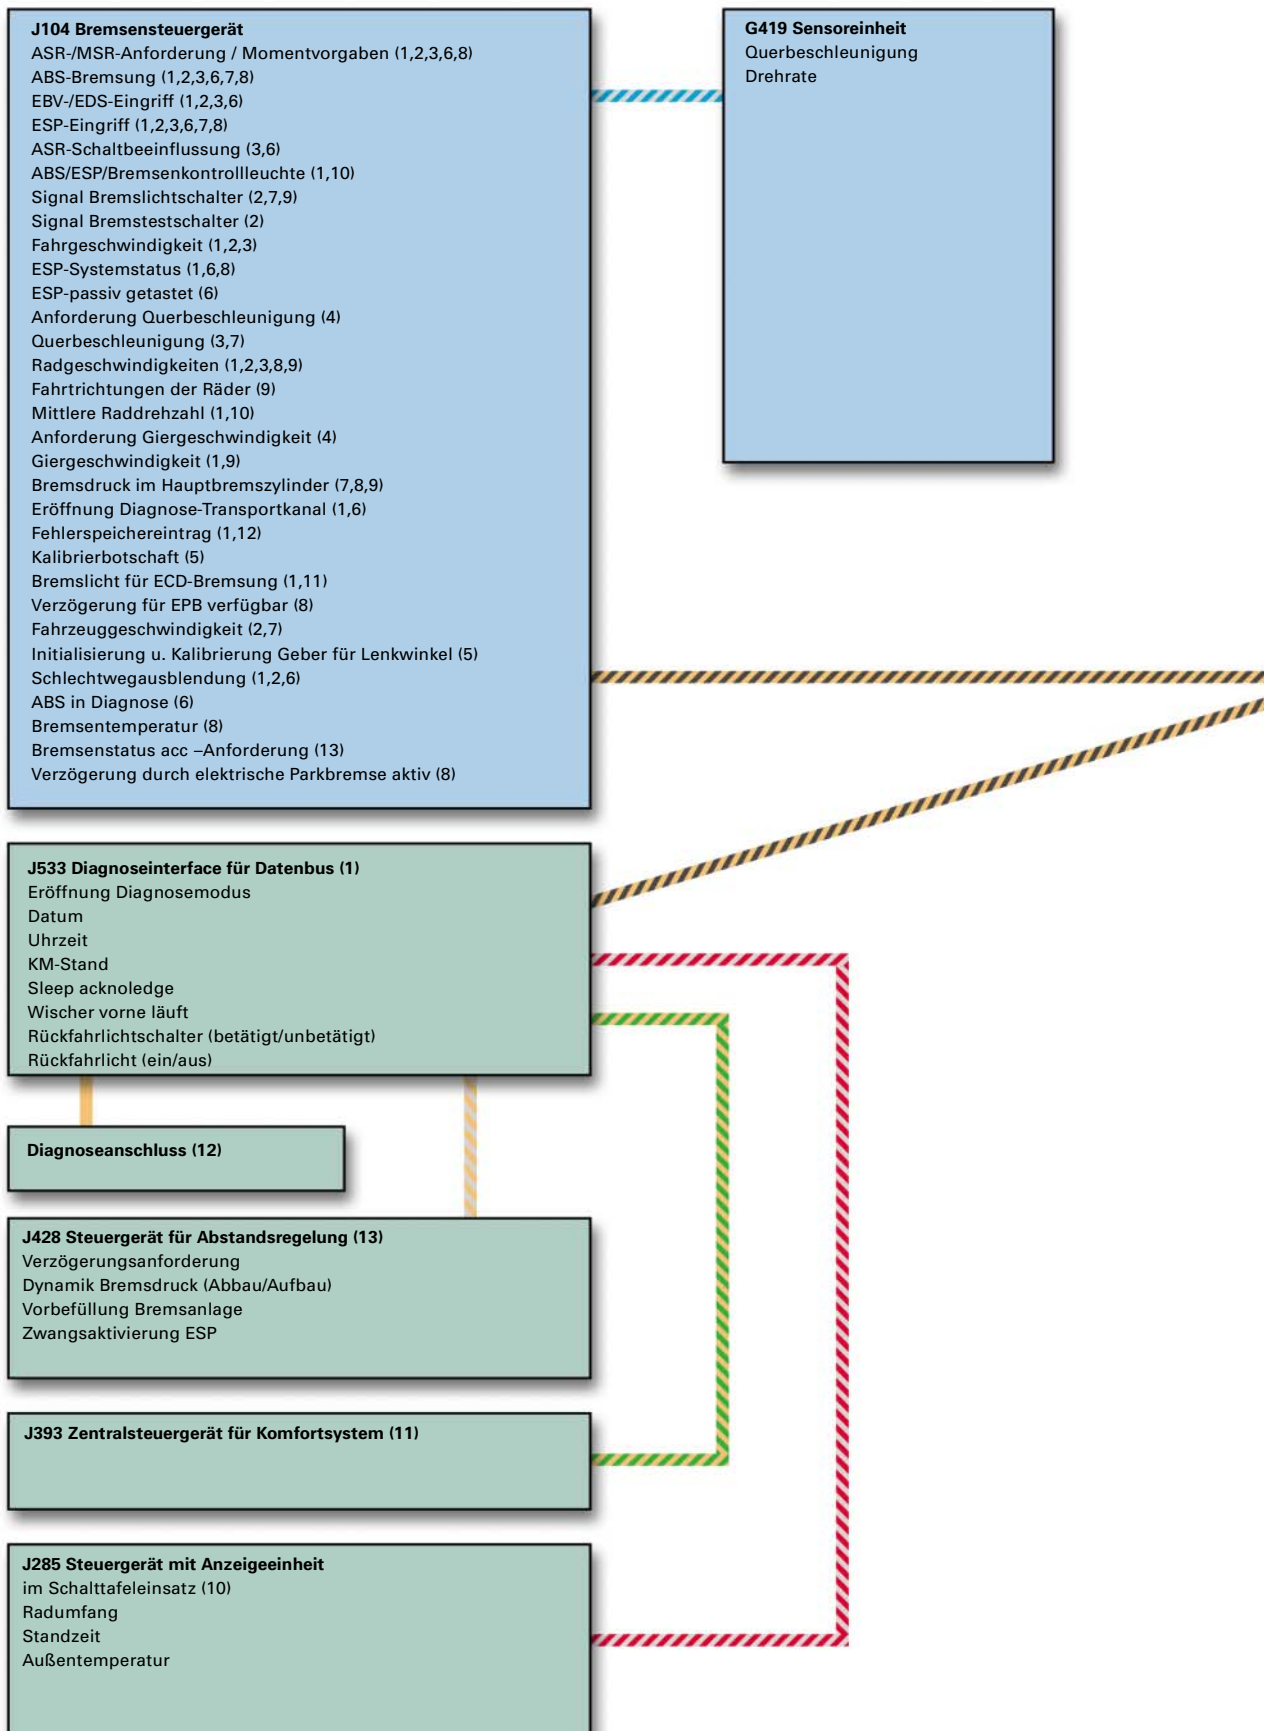 J104 Bremsensteuergerät
ASR-/MSR-Anforderung / Momentvorgaben (1,2,3,6,8)
ABS-Bremsung (1,2,3,6,7,8)
EBV-/EDS-Eingriff (1,2,3,6)
ESP-Eingriff (1,2,3,6,7,8)
ASR-Schaltbeeinflussung (3,6)
ABS/ESP/Bremsenkontrollleuchte (1,10)
Signal Bremslichtschalter (2,7,9)
Signal Bremstestschalter (2)
Fahrgeschwindigkeit (1,2,3)
ESP-Systemstatus (1,6,8)
ESP-passiv getastet (6)
Anforderung Querbeschleunigung (4)
Querbeschleunigung (3,7)
Radgeschwindigkeiten (1,2,3,8,9)
Fahrtrichtungen der Räder (9)
Mittlere Raddrehzahl (1,10)
Anforderung Giergeschwindigkeit (4)
Giergeschwindigkeit (1,9)
Bremsdruck im Hauptbremszylinder (7,8,9)
Eröffnung Diagnose-Transportkanal (1,6)
Fehlerspeichereintrag (1,12)
Kalibrierbotschaft (5)
Bremslicht für ECD-Bremsung (1,11)
Verzögerung für EPB verfügbar (8)
Fahrzeuggeschwindigkeit (2,7)
Initialisierung u. Kalibrierung Geber für Lenkwinkel (5)
Schlechtwegausblendung (1,2,6)
ABS in Diagnose (6)
Bremsentemperatur (8)
Bremsenstatus acc –Anforderung (13)
Verzögerung durch elektrische Parkbremse aktiv (8)
G419 Sensoreinheit
Querbeschleunigung
Drehrate
J533 Diagnoseinterface für Datenbus (1)
Eröffnung Diagnosemodus
Datum
Uhrzeit
KM-Stand
Sleep acknoledge
Wischer vorne läuft
Rückfahrlichtschalter (betätigt/unbetätigt)
Rückfahrlicht (ein/aus)
Diagnoseanschluss (12)
J428 Steuergerät für Abstandsregelung (13)
Verzögerungsanforderung
Dynamik Bremsdruck (Abbau/Aufbau)
Vorbefüllung Bremsanlage
Zwangsaktivierung ESP
J393 Zentralsteuergerät für Komfortsystem (11)
J285 Steuergerät mit Anzeigeeinheit
im Schalttafeleinsatz (10)
Radumfang
Standzeit
Außentemperatur